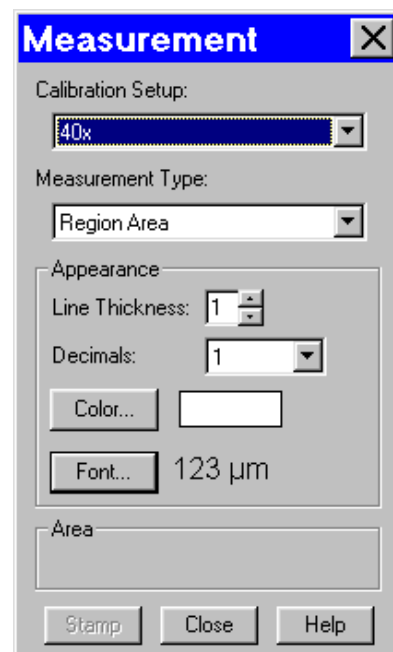 Measurement
Calibration Setup:
40x
Measurement Type:
Region Area
Appearance
Line Thickness: 1
Decimals: 1
Color...
Font... 123 µm
Area
Stamp Close Help